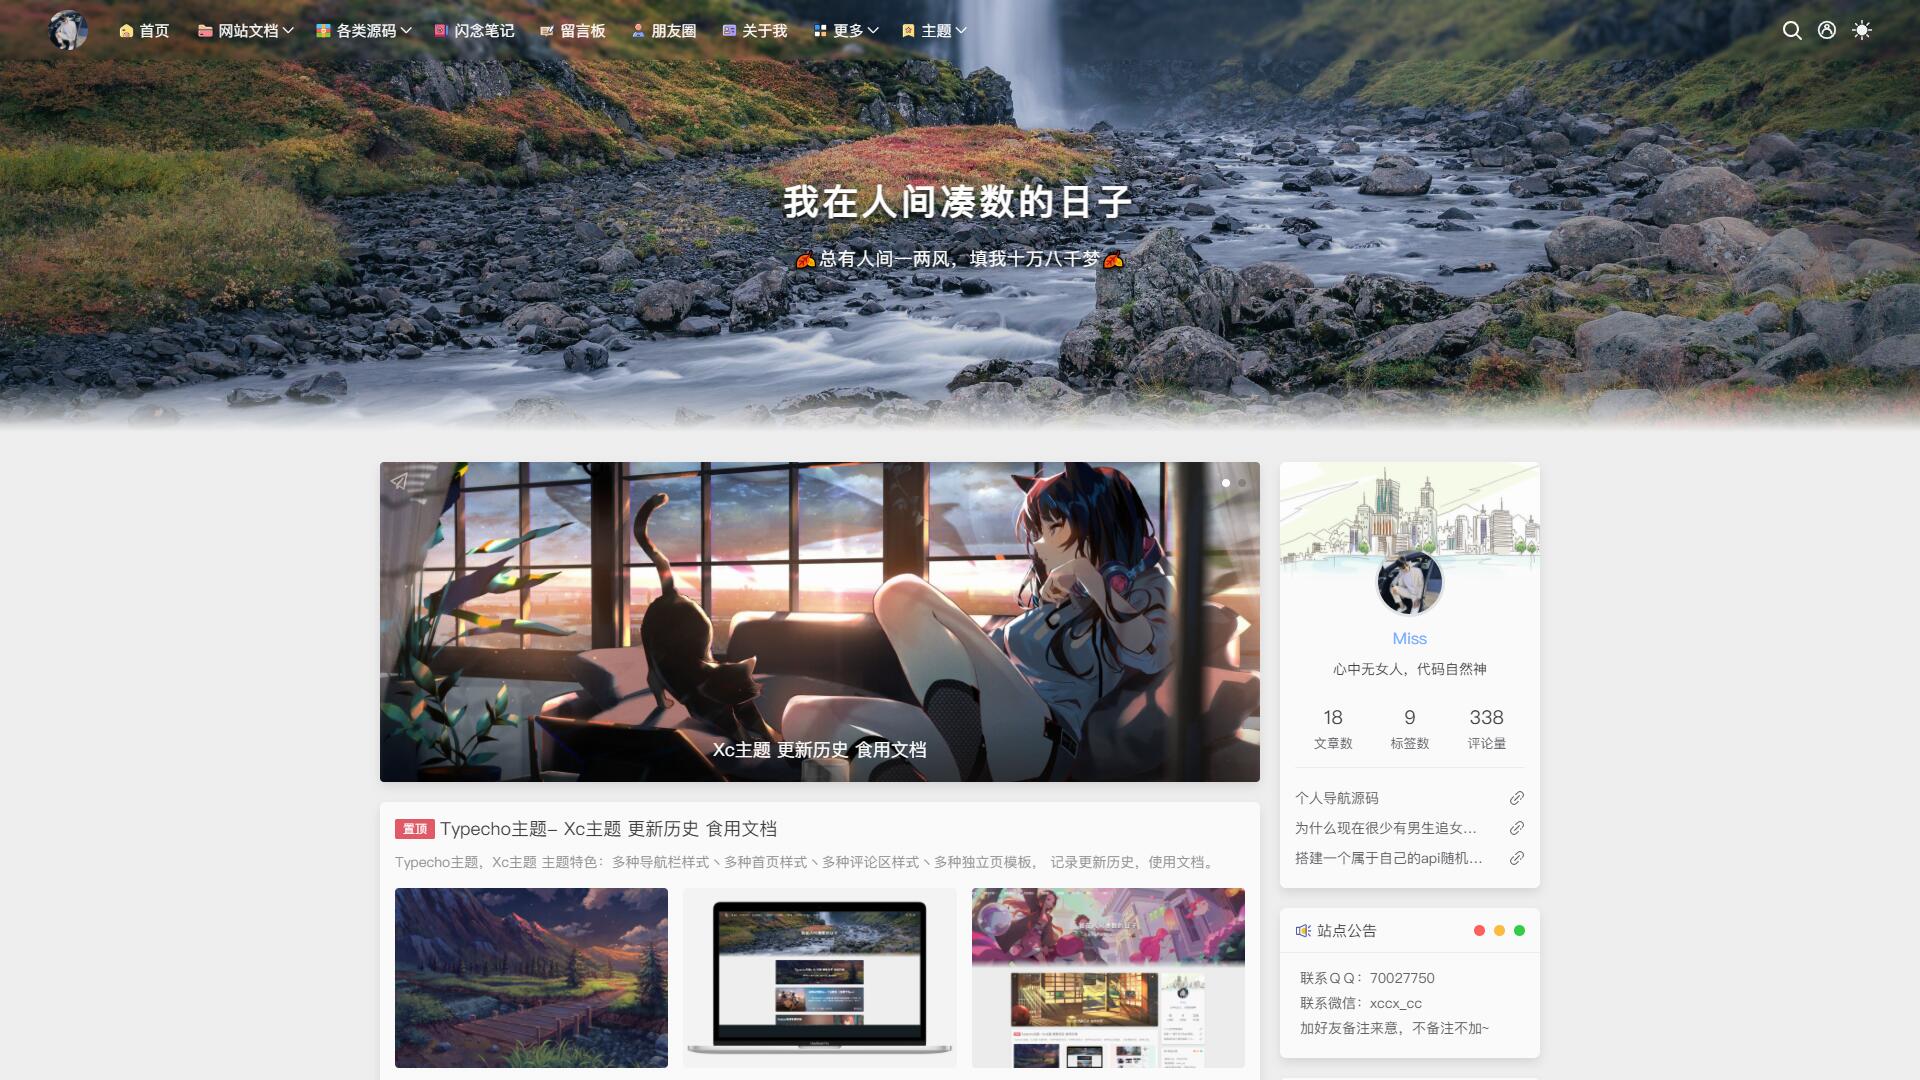 首页 网站文档 各类源码 闪念笔记 留言板 朋友圈 关于我 更多 主题
我在人间凑数的日子
总有人间一两风，填我十万八千梦
Xc主题 更新历史 食用文档
置顶 Typecho主题- Xc主题 更新历史 食用文档
Typecho主题，Xc主题 主题特色：多种导航栏样式丶多种首页样式丶多种评论区样式丶多种独立页模板， 记录更新历史，使用文档。
Miss
心中无女人，代码自然神
18 9 338
文章数 标签数 评论量
个人导航源码
为什么现在很少有男生追女...
搭建一个属于自己的api随机...
站点公告
联系ＱＱ：70027750
联系微信：xccx_cc
加好友备注来意，不备注不加~